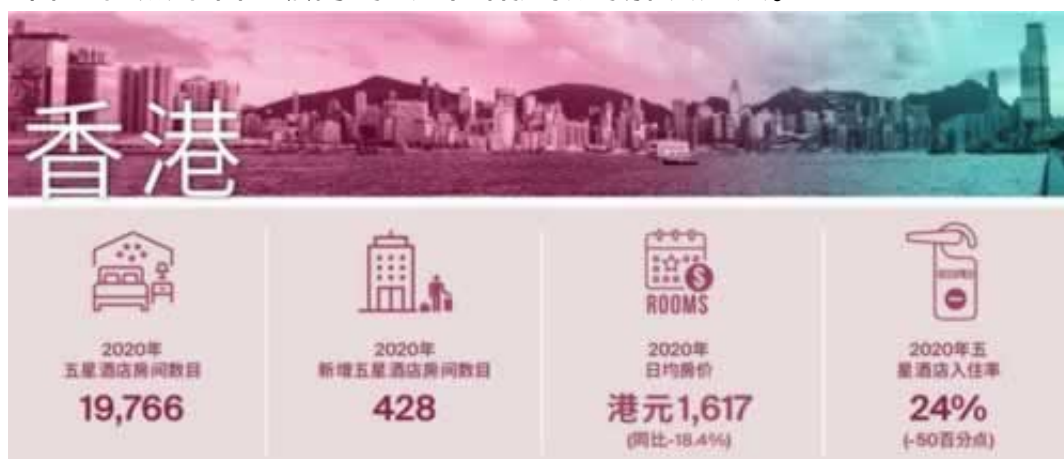 香港
ROOMS
2020年
五星酒店房间数目
19,766
2020年
新增五星酒店房间数目
428
2020年
日均房价
港元1,617
(同比-18.4%)
2020年五
星酒店入住率
24%
(-50百分点)